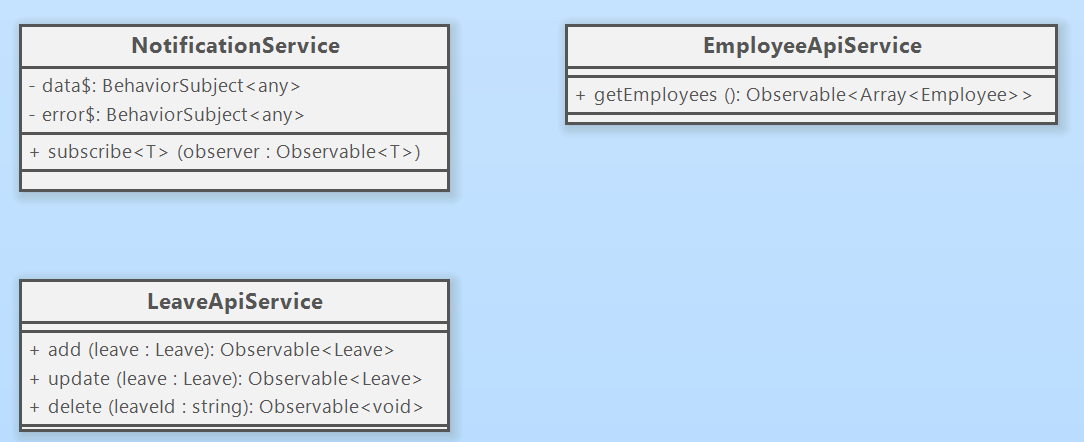 NotificationService
- data$: BehaviorSubject<any>
- error$: BehaviorSubject<any>
+ subscribe<T> (observer : Observable<T>)
EmployeeApiService
+ getEmployees (): Observable<Array<Employee>>
LeaveApiService
+ add (leave : Leave): Observable<Leave>
+ update (leave : Leave): Observable<Leave>
+ delete (leaveId : string): Observable<void>